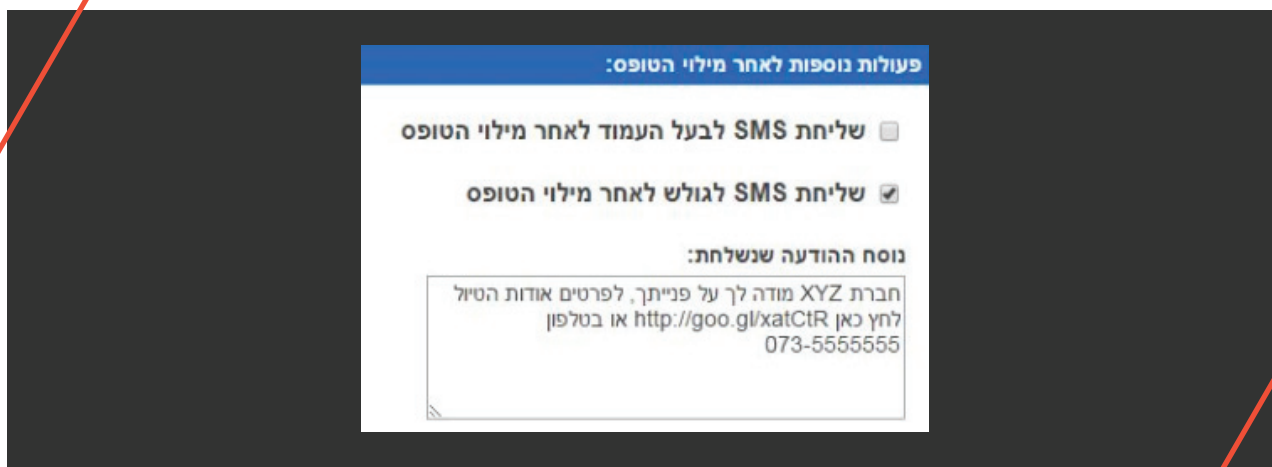 פעולות נוספות לאחר מילוי הטופס:
שליחת SMS לבעל העמוד לאחר מילוי הטופס
שליחת SMS לגולש לאחר מילוי הטופס
נוסח ההודעה שנשלחת:
חברת XYZ מודה לך על פנייתך, לפרטים אודות הטיול
לחץ כאן http://goo.gl/xatCtR או בטלפון
073-5555555